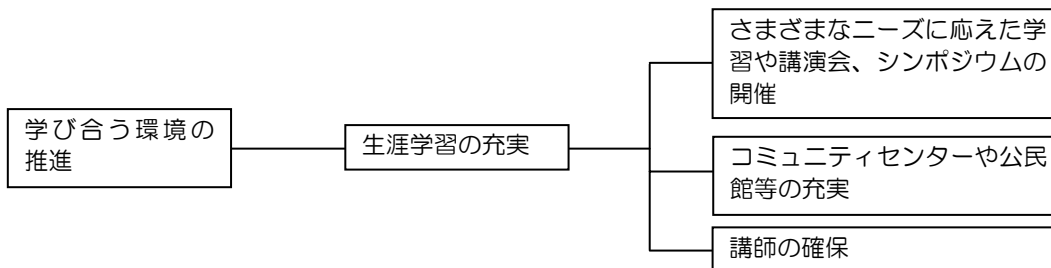 学び合う環境の
推進
生涯学習の充実
さまざまなニーズに応えた学
習や講演会、シンポジウムの
開催
コミュニティセンターや公民
館等の充実
講師の確保